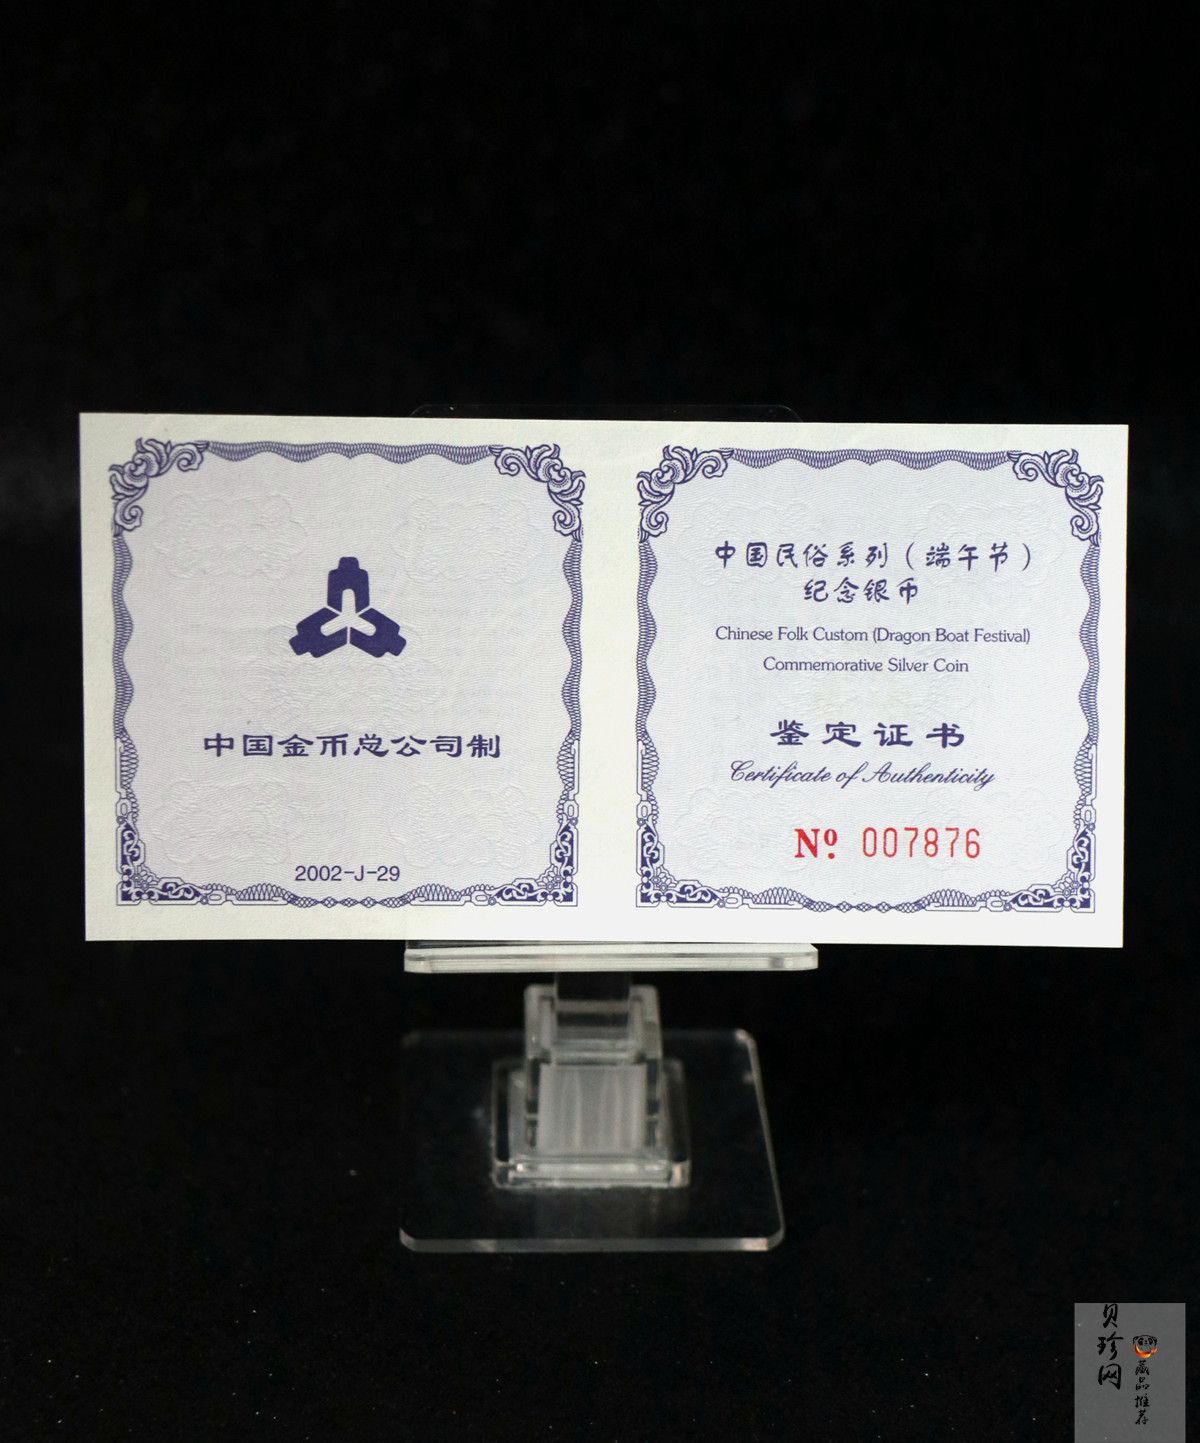 中国金币总公司制
2002-J-29
中国民俗系列（端午节）
纪念银币
Chinese Folk Custom (Dragon Boat Festival)
Commemorative Silver Coin
鉴定证书
Certificate of Authenticity
Nº 007876
贝珍网
藏品推荐